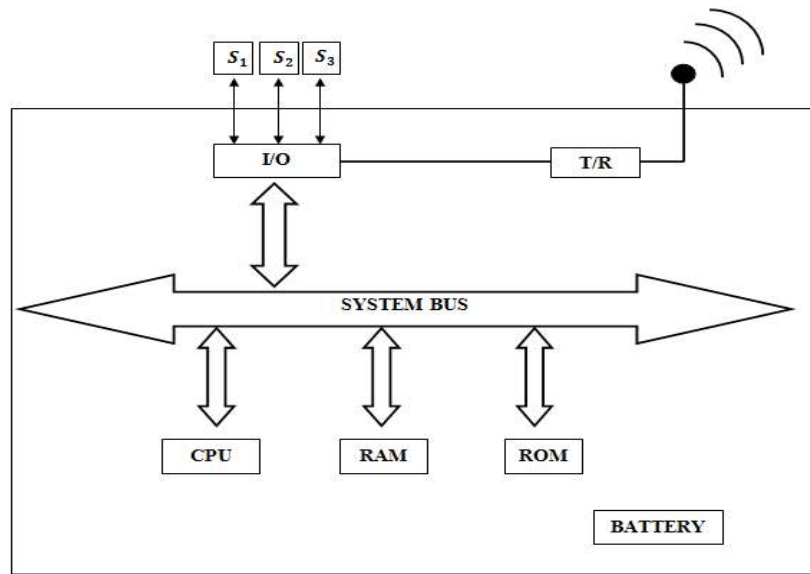 S₁ S₂ S₃
I/O T/R
SYSTEM BUS
CPU RAM ROM
BATTERY